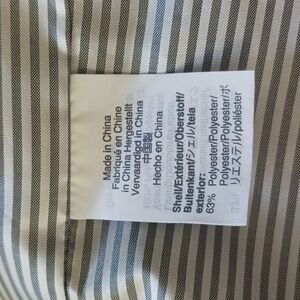 Made in China
Fabriqué en Chine
In China Hergestellt
Vervaardigd in China
中国製
Hecho en China
Shell/Extérieur/Oberstoff/
Buitenkant/シェル/tela
exterior:
63% Polyester/Polyester/
Polyester/Polyester/ポ
リエステル/poliéster